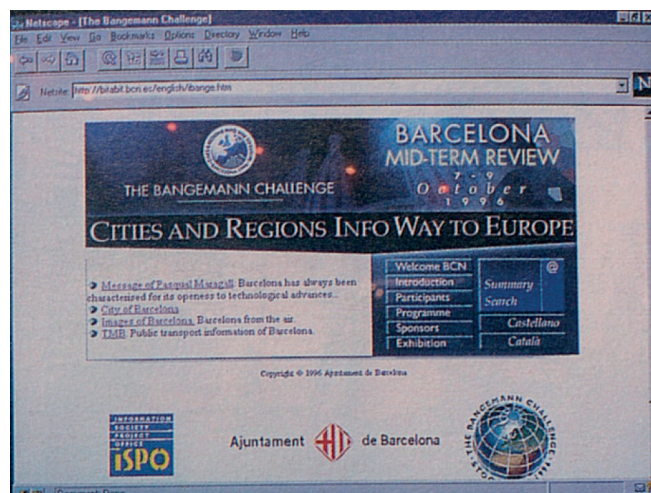 Netscape - [The Bangemann Challenge]
File Edit View Go Bookmarks Options Directory Window Help
Netsite: http://bitabit.bcn.es/english/ibange.htm
THE BANGEMANN CHALLENGE
BARCELONA
MID-TERM REVIEW
7 - 9
October
1996
CITIES AND REGIONS INFO WAY TO EUROPE
Message of Pasqual Maragall. Barcelona has always been
characterized for its openess to technological advances...
City of Barcelona
Images of Barcelona. Barcelona from the air.
TMB. Public transport information of Barcelona.
Welcome BCN
Introduction
Participants
Programme
Sponsors
Exhibition
@
Summary
Search
Castellano
Català
Copyright © 1996 Ajuntament de Barcelona
INFORMATION
SOCIETY
PROJECT
OFFICE
iSPO
Ajuntament de Barcelona
THE BANGEMANN CHALLENGE
Document: Done